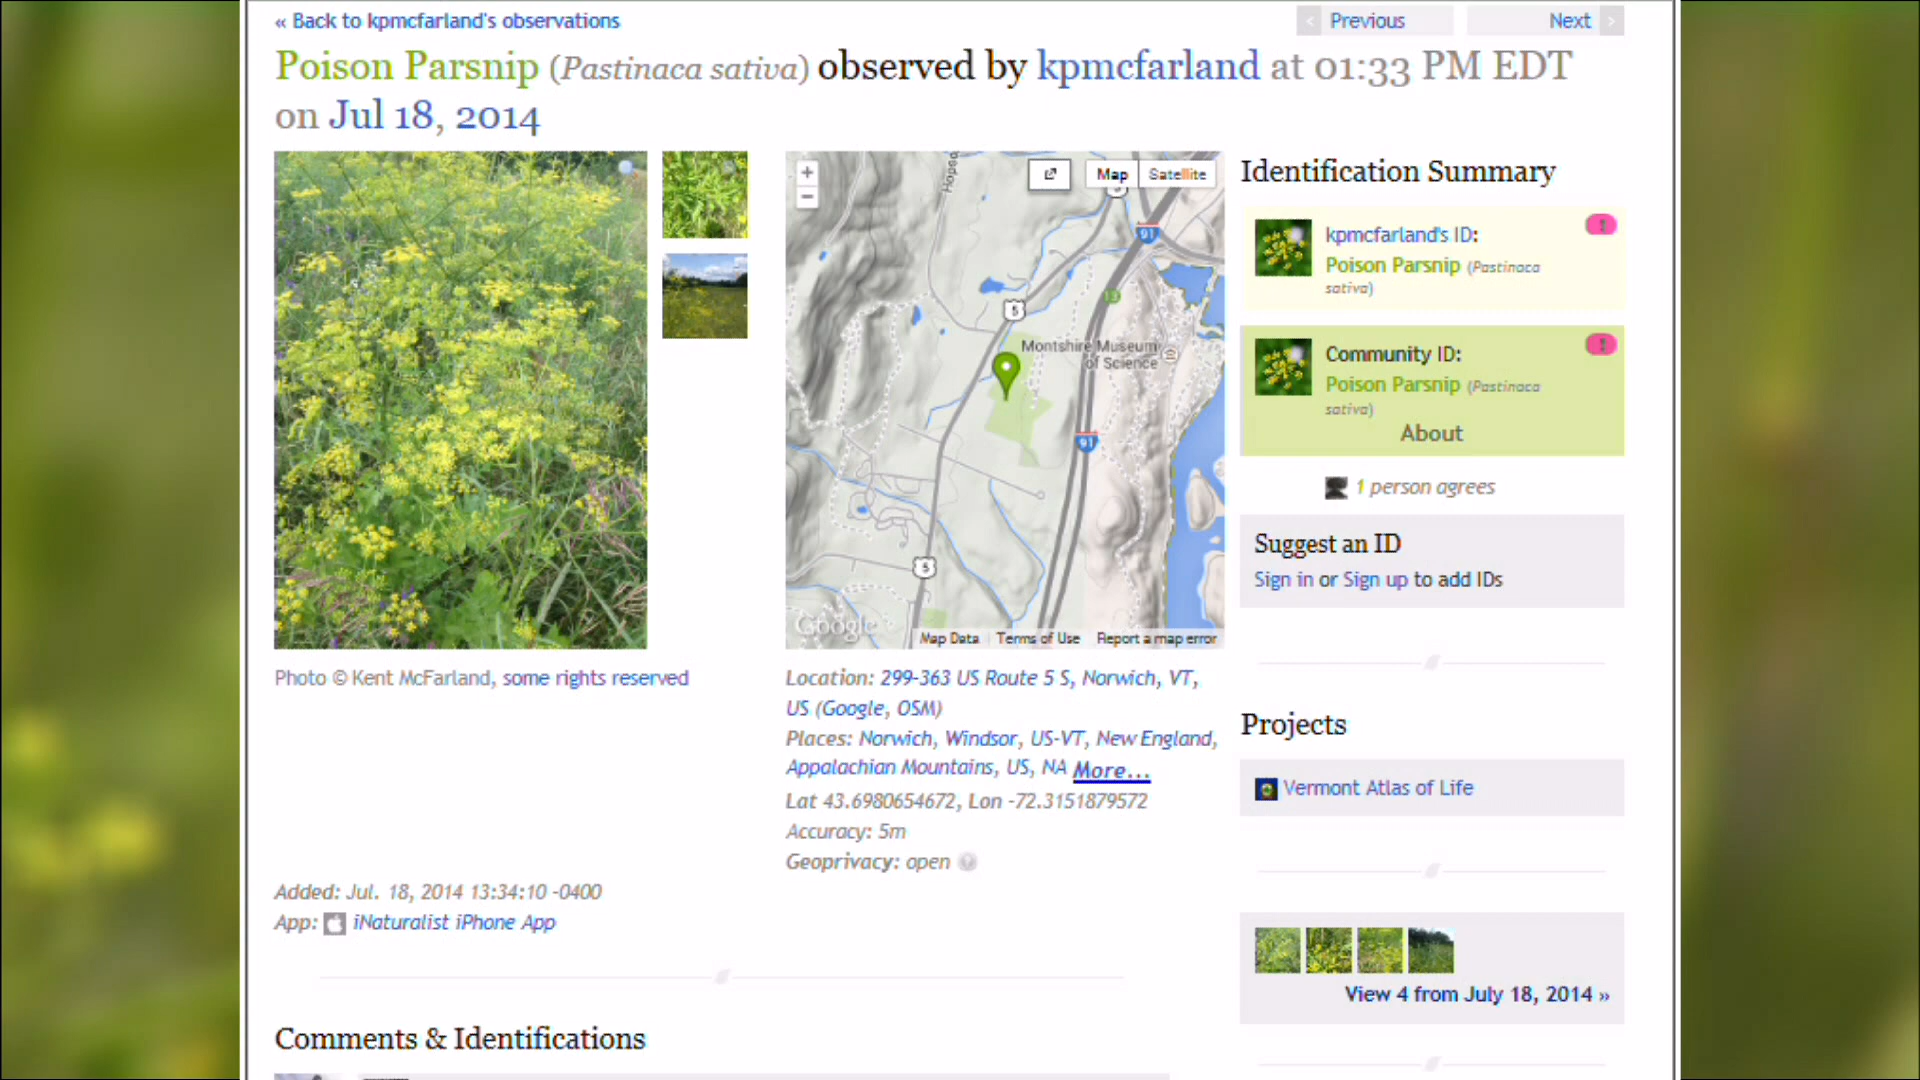 « Back to kpmcfarland's observations
< Previous
Next >
Poison Parsnip (Pastinaca sativa) observed by kpmcfarland at 01:33 PM EDT
on Jul 18, 2014
+
−
Map
Satellite
91
13
5
Montshire Museum
of Science
91
5
Google
Map Data
Terms of Use
Report a map error
Photo © Kent McFarland, some rights reserved
Location: 299-363 US Route 5 S, Norwich, VT,
US (Google, OSM)
Places: Norwich, Windsor, US-VT, New England,
Appalachian Mountains, US, NA More...
Lat 43.6980654672, Lon -72.3151879572
Accuracy: 5m
Geoprivacy: open ?
Added: Jul. 18, 2014 13:34:10 -0400
App: iNaturalist iPhone App
Comments & Identifications
Identification Summary
kpmcfarland's ID:
!
Poison Parsnip (Pastinaca
sativa)
Community ID:
!
Poison Parsnip (Pastinaca
sativa)
About
1 person agrees
Suggest an ID
Sign in or Sign up to add IDs
Projects
Vermont Atlas of Life
View 4 from July 18, 2014 »